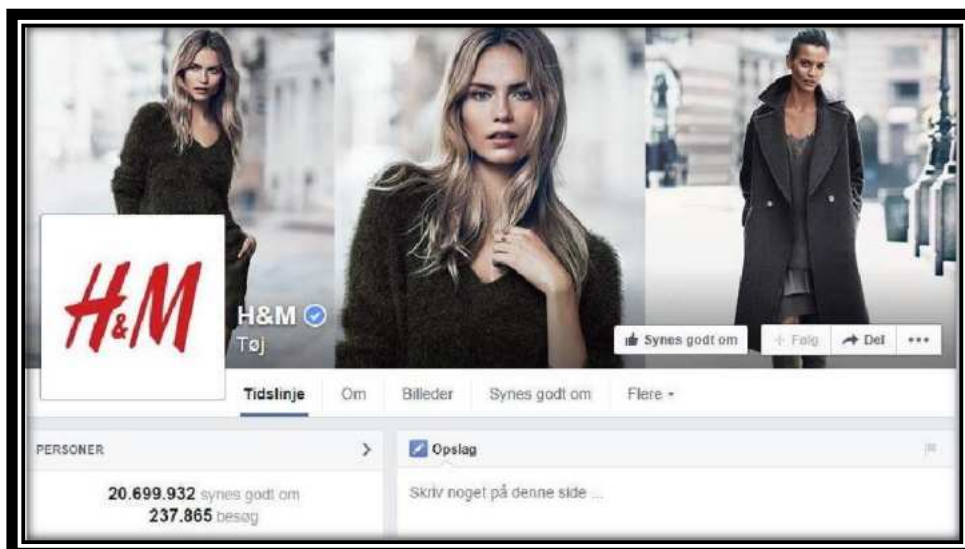 H&M
H&M
Tøj
Synes godt om
+ Følg
Del
Tidslinje
Om
Billeder
Synes godt om
Flere
PERSONER
Opslag
20.699.932 synes godt om
237.865 besøg
Skriv noget på denne side ...